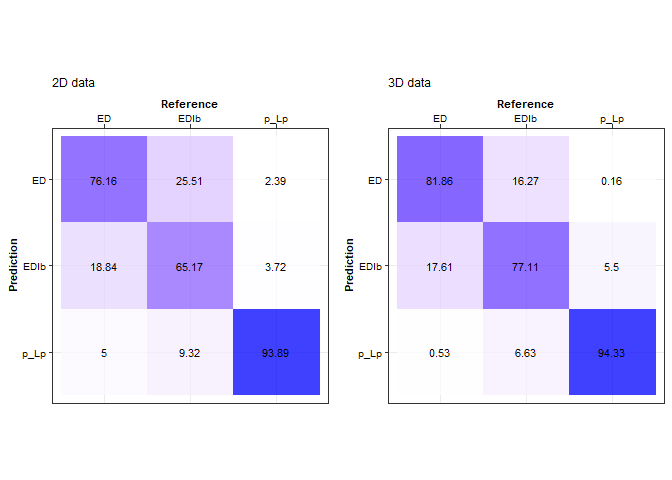 2D data
Reference
ED EDIb p_Lp
Prediction
ED 76.16 25.51 2.39
EDIb 18.84 65.17 3.72
p_Lp 5 9.32 93.89
3D data
Reference
ED EDIb p_Lp
Prediction
ED 81.86 16.27 0.16
EDIb 17.61 77.11 5.5
p_Lp 0.53 6.63 94.33